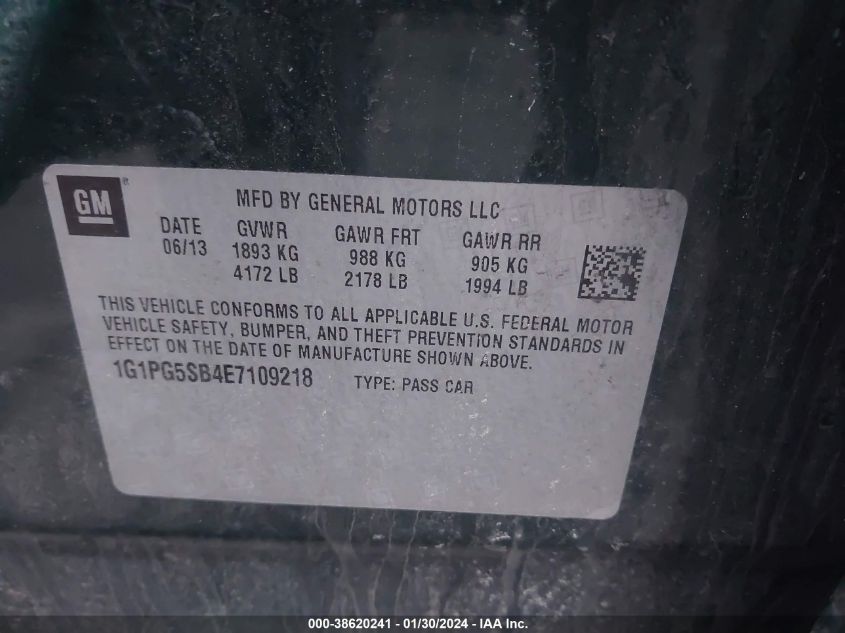 GM ®
MFD BY GENERAL MOTORS LLC
DATE GVWR GAWR FRT GAWR RR
06/13 1893 KG 988 KG 905 KG
4172 LB 2178 LB 1994 LB
THIS VEHICLE CONFORMS TO ALL APPLICABLE U.S. FEDERAL MOTOR
VEHICLE SAFETY, BUMPER, AND THEFT PREVENTION STANDARDS IN
EFFECT ON THE DATE OF MANUFACTURE SHOWN ABOVE.
1G1PG5SB4E7109218 TYPE: PASS CAR
000-38620241 - 01/30/2024 - IAA Inc.